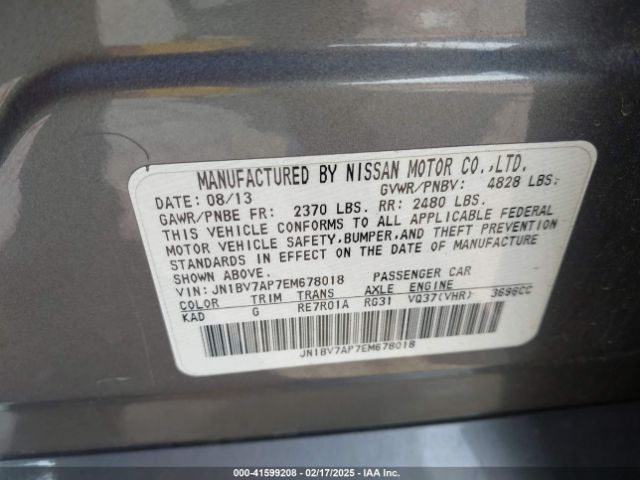 MANUFACTURED BY NISSAN MOTOR CO.,LTD.
DATE: 08/13 GVWR/PNBV: 4828 LBS.
GAWR/PNBE FR: 2370 LBS. RR: 2480 LBS.
THIS VEHICLE CONFORMS TO ALL APPLICABLE FEDERAL
MOTOR VEHICLE SAFETY,BUMPER,AND THEFT PREVENTION
STANDARDS IN EFFECT ON THE DATE OF MANUFACTURE
SHOWN ABOVE.
VIN: JN1BV7AP7EM678018 PASSENGER CAR
COLOR TRIM TRANS AXLE ENGINE
KAD G RE7R01A RG31 VQ37(VHR) 3696CC
JN1BV7AP7EM678018
000-41599208 - 02/17/2025 - IAA Inc.